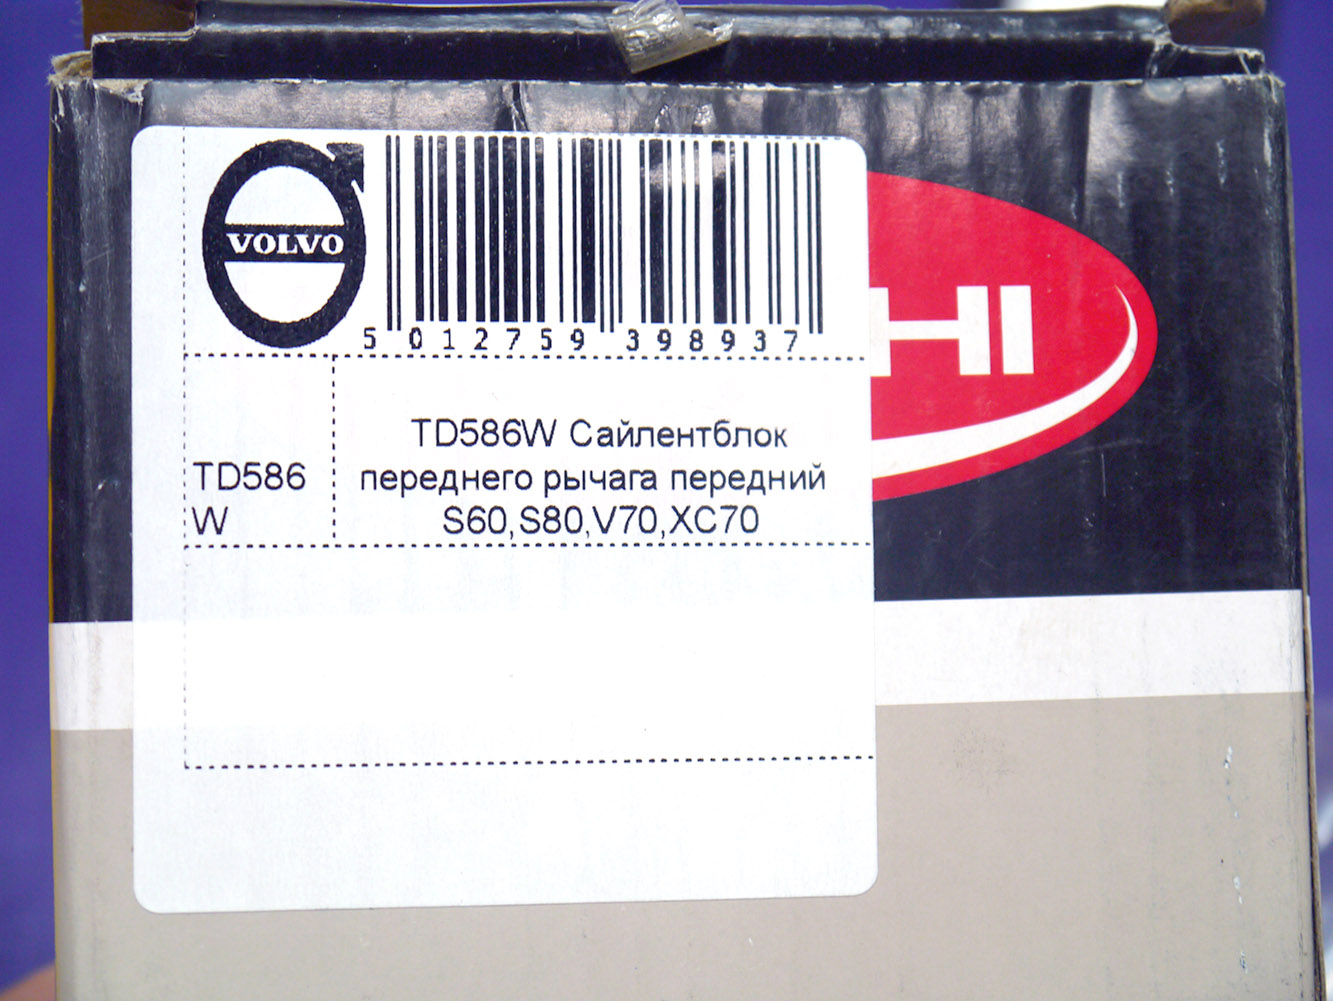 VOLVO
5 012759 398937
HI
TD586
W
TD586W Сайлентблок
переднего рычага передний
S60,S80,V70,XC70